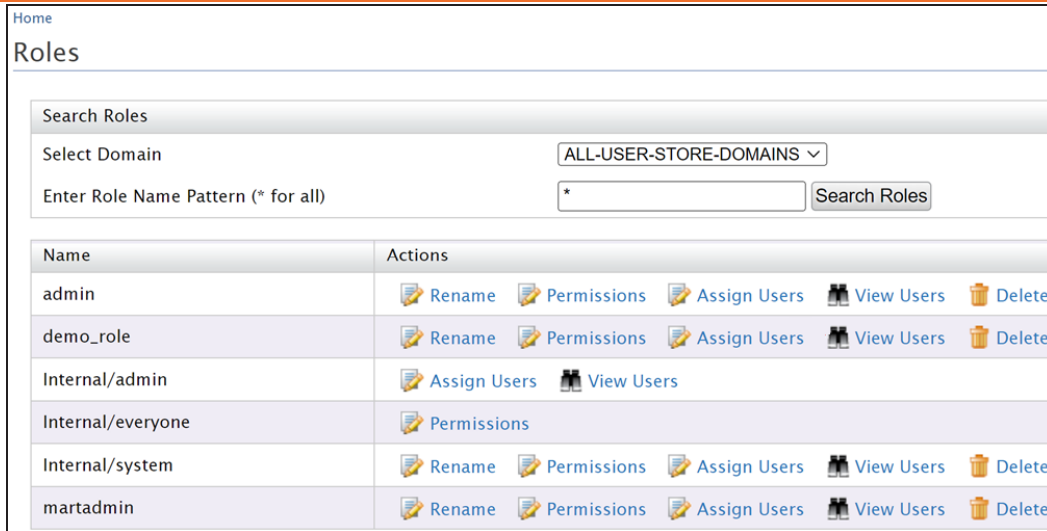 Home
Roles
Search Roles
Select Domain ALL-USER-STORE-DOMAINS
Enter Role Name Pattern (* for all) * Search Roles
Name Actions
admin Rename Permissions Assign Users View Users Delete
demo_role Rename Permissions Assign Users View Users Delete
Internal/admin Assign Users View Users
Internal/everyone Permissions
Internal/system Rename Permissions Assign Users View Users Delete
martadmin Rename Permissions Assign Users View Users Delete